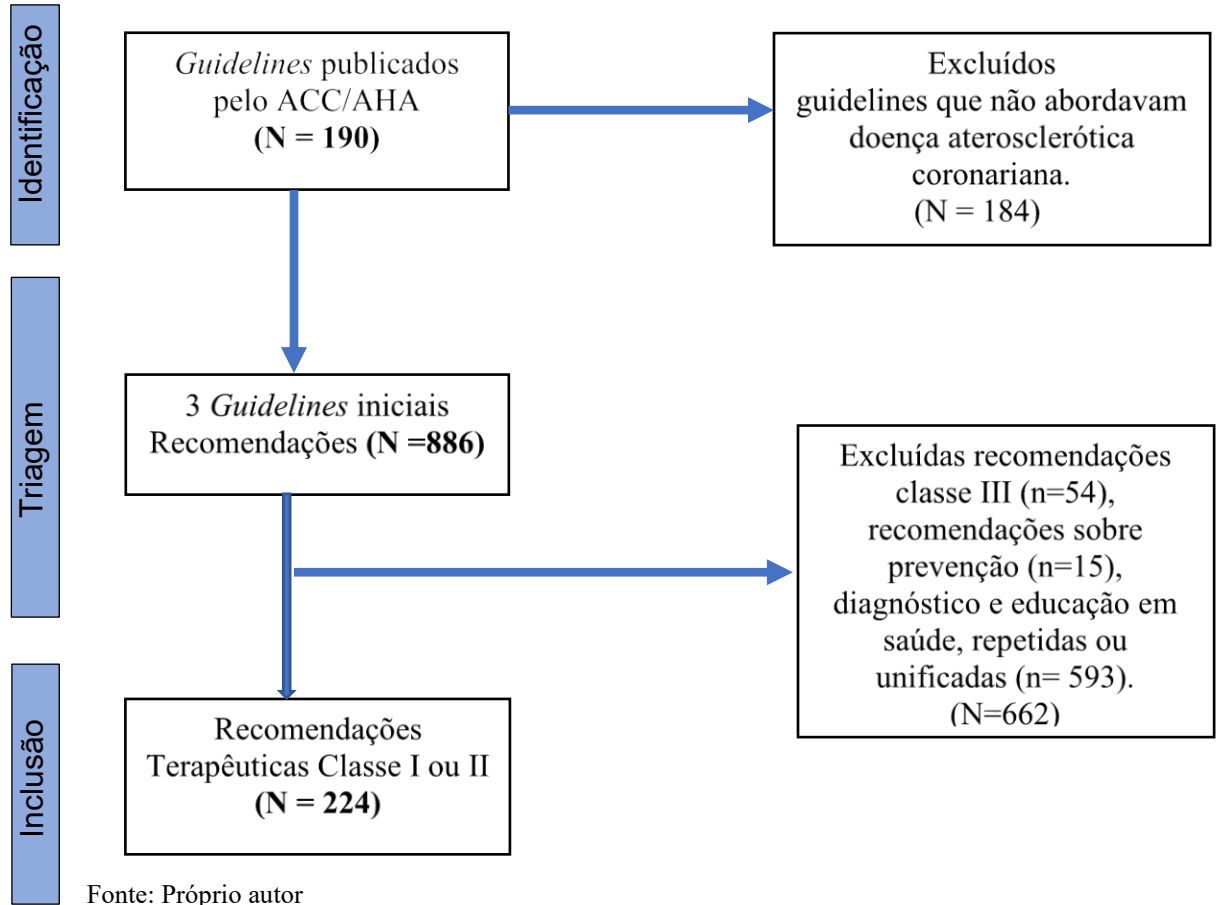 Identificação
Guidelines publicados
pelo ACC/AHA
(N = 190)
Excluídos
guidelines que não abordavam
doença aterosclerótica
coronariana.
(N = 184)
Triagem
3 Guidelines iniciais
Recomendações (N =886)
Excluídas recomendações
classe III (n=54),
recomendações sobre
prevenção (n=15),
diagnóstico e educação em
saúde, repetidas ou
unificadas (n= 593).
(N=662)
Inclusão
Recomendações
Terapêuticas Classe I ou II
(N = 224)
Fonte: Próprio autor